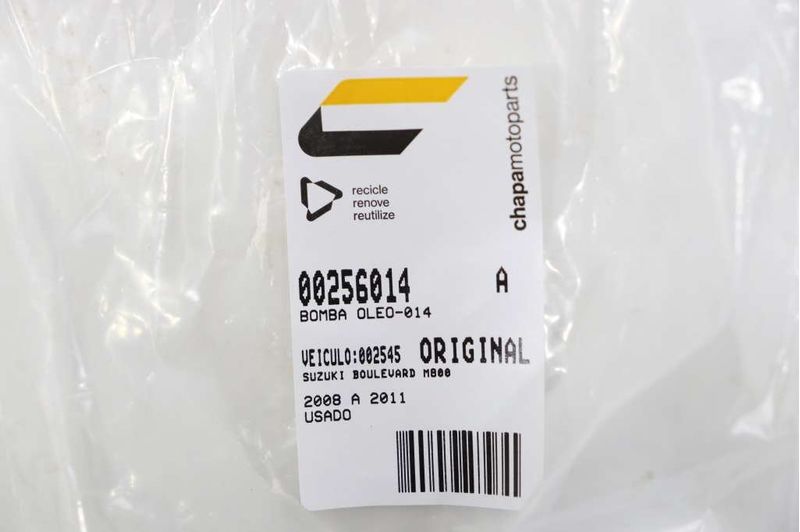 chapamotoparts
recicle
renove
reutilize
00256014 A
BOMBA OLEO-014
VEICULO:002545 ORIGINAL
SUZUKI BOULEVARD M800
2008 A 2011
USADO